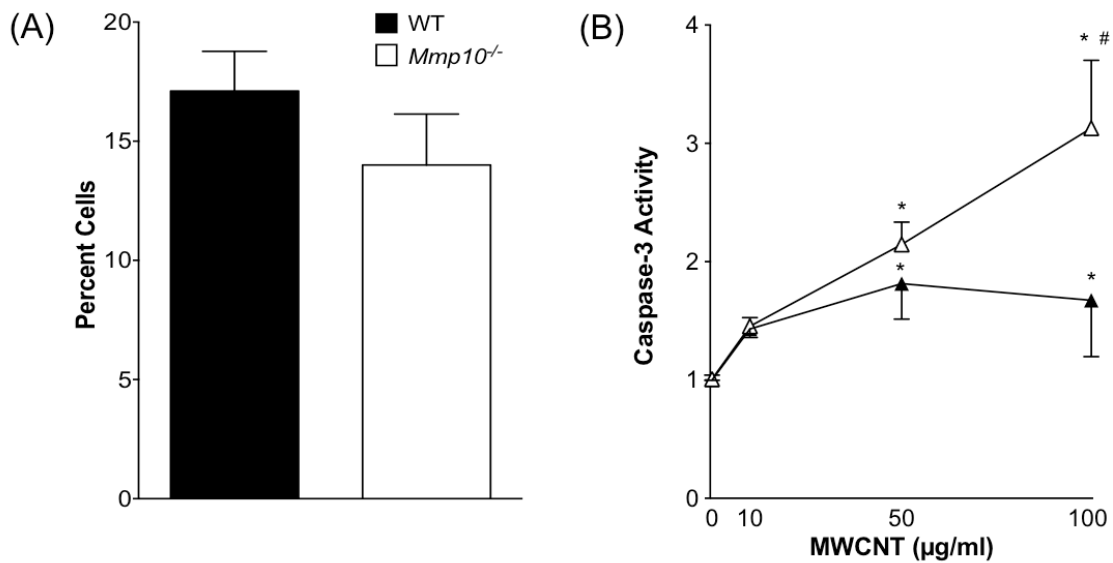 (A)
20
15
10
5
0
Percent Cells
WT
Mmp10-/-
(B)
4
3
2
1
0
Caspase-3 Activity
* #
*
*
*
0 10 50 100
MWCNT (µg/ml)